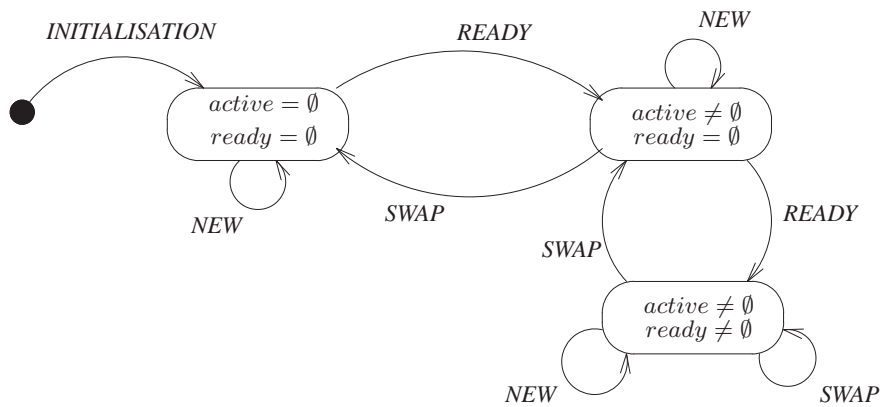 INITIALISATION
READY
NEW
active = ∅
ready = ∅
active ≠ ∅
ready = ∅
NEW
SWAP
READY
SWAP
active ≠ ∅
ready ≠ ∅
NEW
SWAP